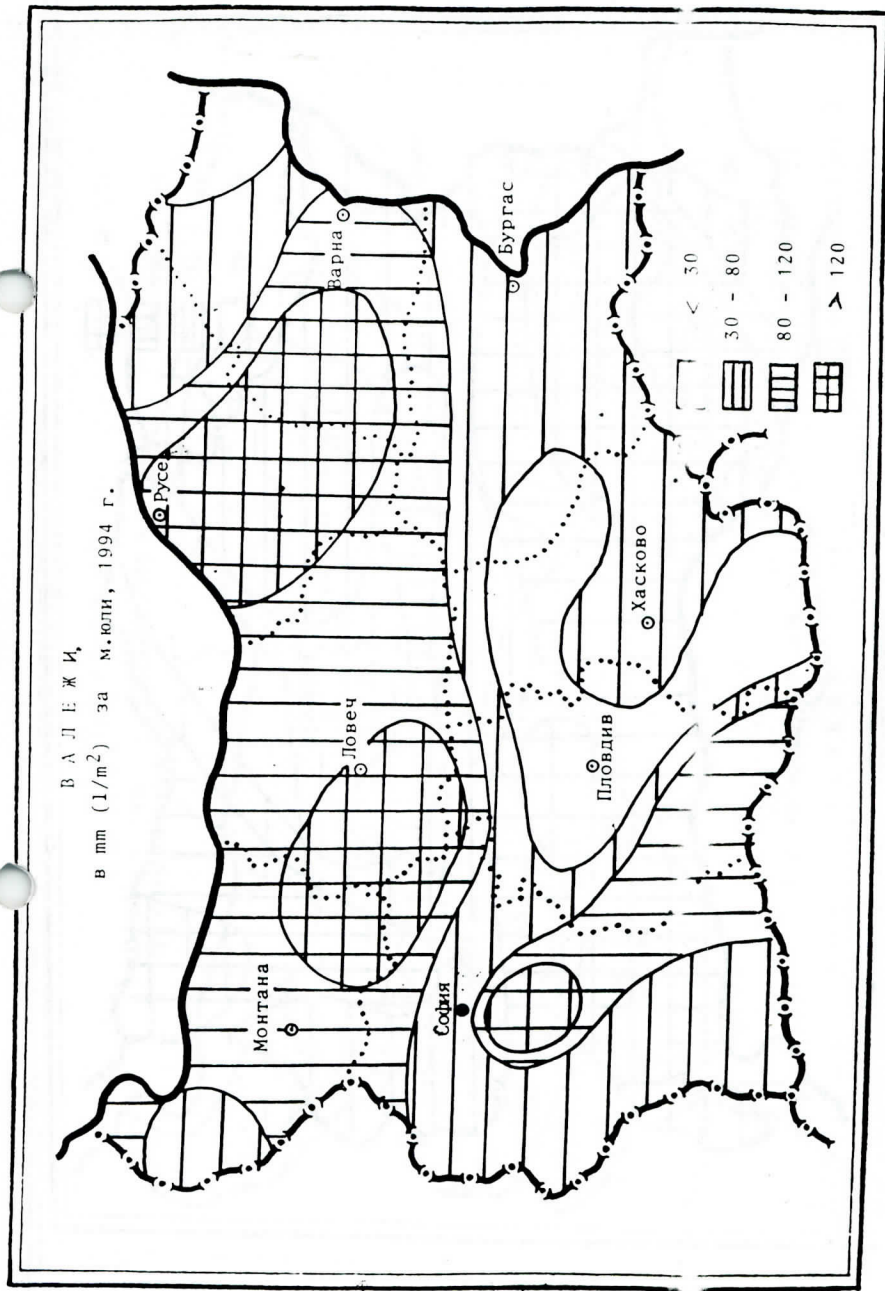 ВАЛЕЖИ,
в mm (l/m²) за м.юли, 1994 г.
Русе
Варна
Монтана
Ловеч
София
Бургас
Пловдив
Хасково
< 30
30 - 80
80 - 120
> 120